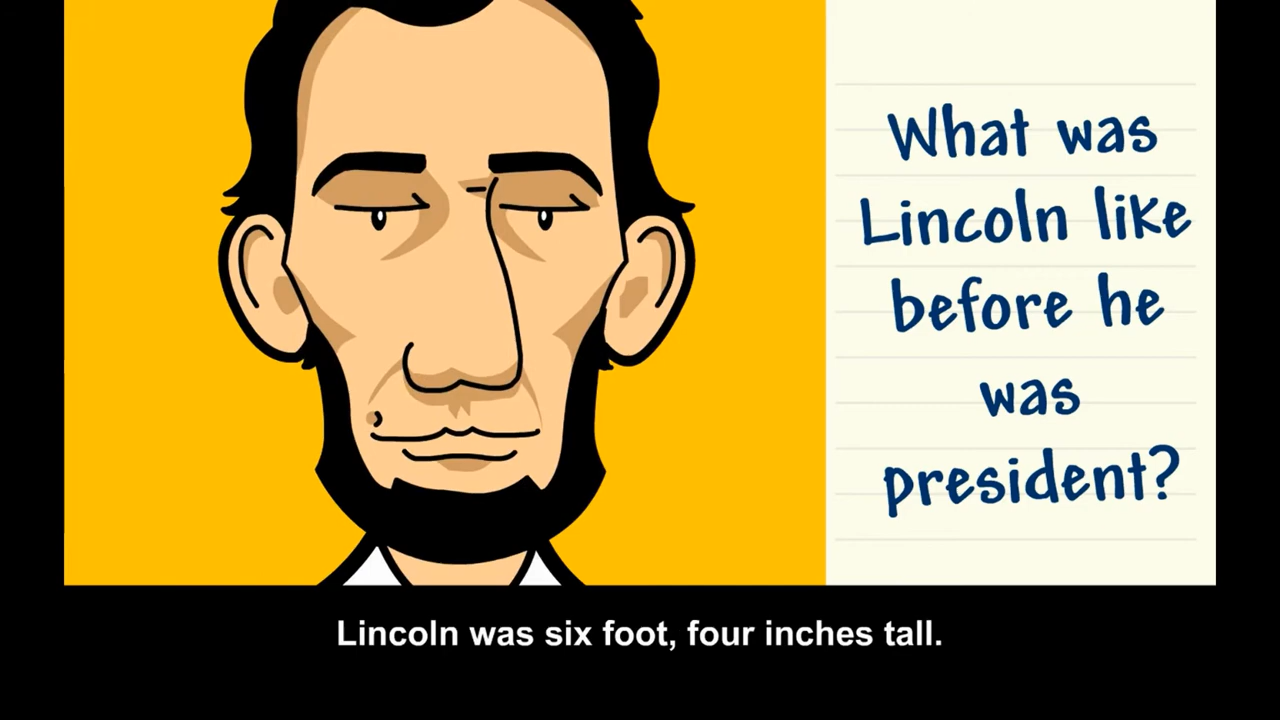 What was
Lincoln like
before he
was
president?
Lincoln was six foot, four inches tall.